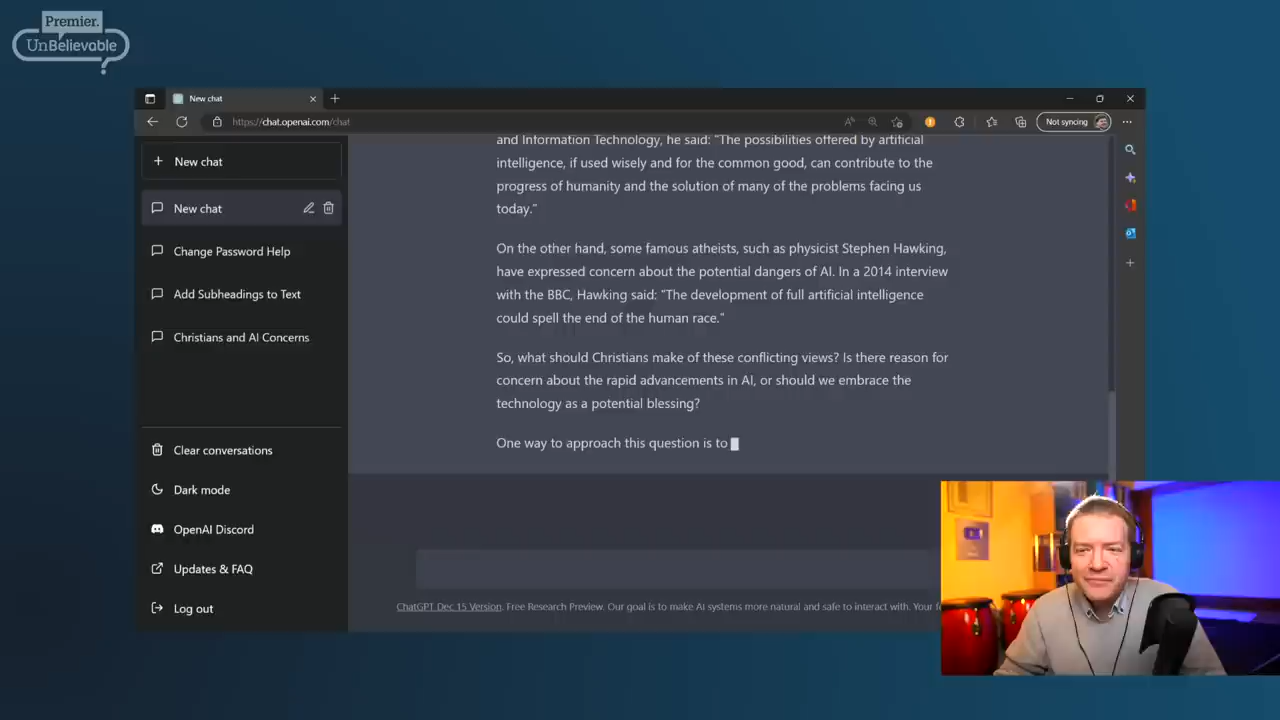 Premier.
UnBelievable
?
New chat
https://chat.openai.com/chat
Not syncing
New chat
New chat
Change Password Help
Add Subheadings to Text
Christians and AI Concerns
Clear conversations
Dark mode
OpenAI Discord
Updates & FAQ
Log out
and Information Technology, he said: "The possibilities offered by artificial
intelligence, if used wisely and for the common good, can contribute to the
progress of humanity and the solution of many of the problems facing us
today."
On the other hand, some famous atheists, such as physicist Stephen Hawking,
have expressed concern about the potential dangers of AI. In a 2014 interview
with the BBC, Hawking said: "The development of full artificial intelligence
could spell the end of the human race."
So, what should Christians make of these conflicting views? Is there reason for
concern about the rapid advancements in AI, or should we embrace the
technology as a potential blessing?
One way to approach this question is to
ChatGPT Dec 15 Version. Free Research Preview. Our goal is to make AI systems more natural and safe to interact with. Your